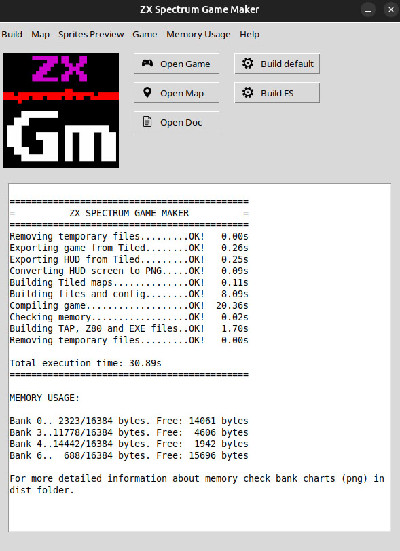 ZX Spectrum Game Maker
Build Map Sprites Preview Game Memory Usage Help
ZX
GM
Open Game Build default
Open Map Build FS
Open Doc
===========================================
= ZX SPECTRUM GAME MAKER =
===========================================
Removing temporary files.........OK! 0.00s
Exporting game from Tiled........OK! 0.26s
Exporting HUD from Tiled.........OK! 0.25s
Converting HUD screen to PNG.....OK! 0.09s
Building Tiled maps..............OK! 0.11s
Building files and config........OK! 8.09s
Compiling game...................OK! 20.36s
Checking memory..................OK! 0.02s
Building TAP, Z80 and EXE files..OK! 1.70s
Removing temporary files.........OK! 0.00s
Total execution time: 30.89s
===========================================
MEMORY USAGE:
Bank 0.. 2323/16384 bytes. Free: 14061 bytes
Bank 3..11778/16384 bytes. Free: 4606 bytes
Bank 4..14442/16384 bytes. Free: 1942 bytes
Bank 6.. 688/16384 bytes. Free: 15696 bytes
For more detailed information about memory check bank charts (png) in
dist folder.